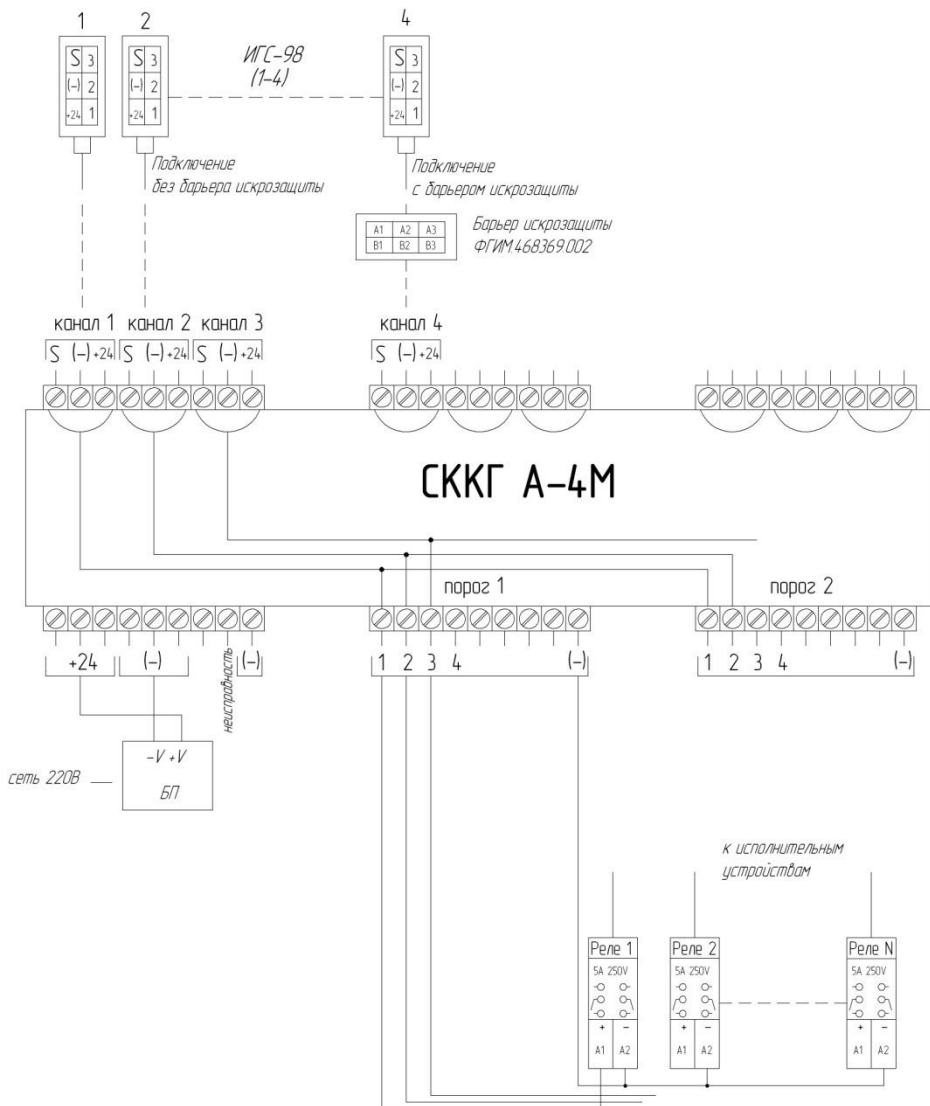 1 2 4
S 3 S 3 S 3
(-) 2 (-) 2 (-) 2
+24 1 +24 1 +24 1
ИГС-98
(1-4)
Подключение
без барьера искрозащиты
Подключение
с барьером искрозащиты
A1 A2 A3
B1 B2 B3
Барьер искрозащиты
ФГИМ.468369.002
канал 1 канал 2 канал 3 канал 4
S (-) +24 S (-) +24 S (-) +24 S (-) +24
СККГ А-4М
порог 1 порог 2
+24 (-) неисправность (-)
1 2 3 4 (-)
1 2 3 4 (-)
-V +V
БП
сеть 220В
к исполнительным
устройствам
Реле 1 Реле 2 Реле N
5A 250V 5A 250V 5A 250V
+ - + - + -
A1 A2 A1 A2 A1 A2